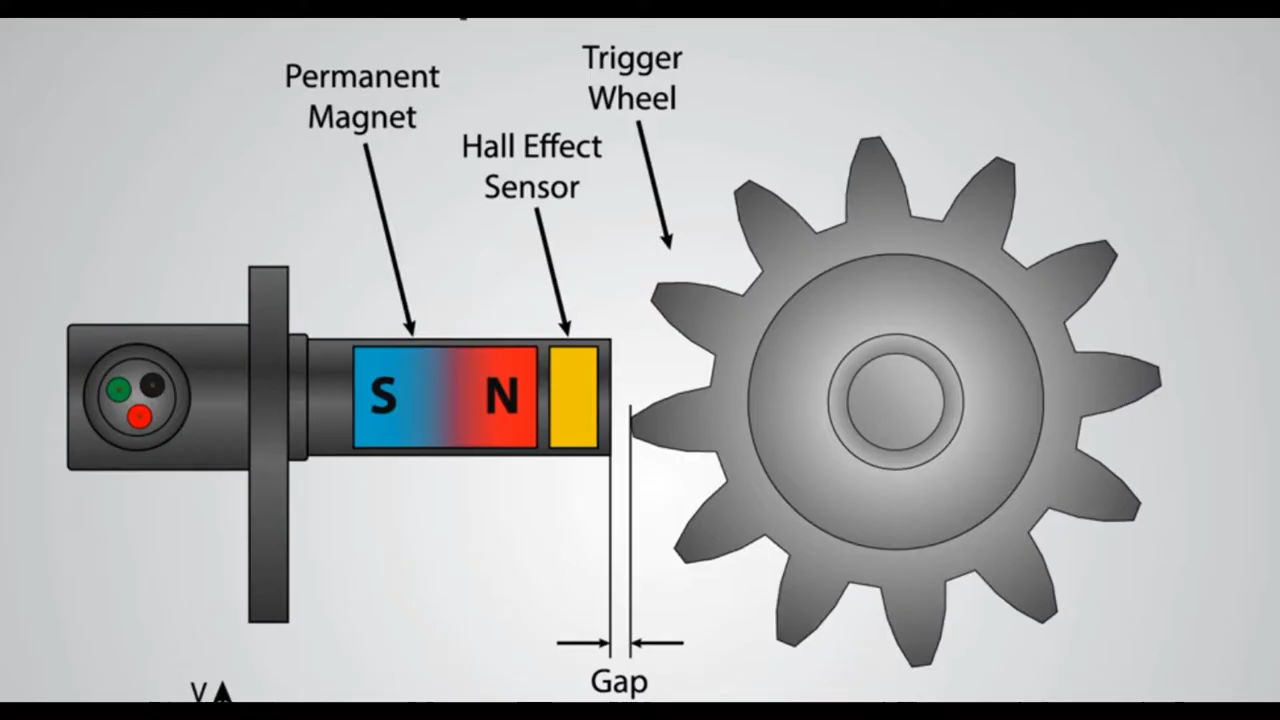 Trigger
Wheel
Permanent
Magnet
Hall Effect
Sensor
S N
Gap
V